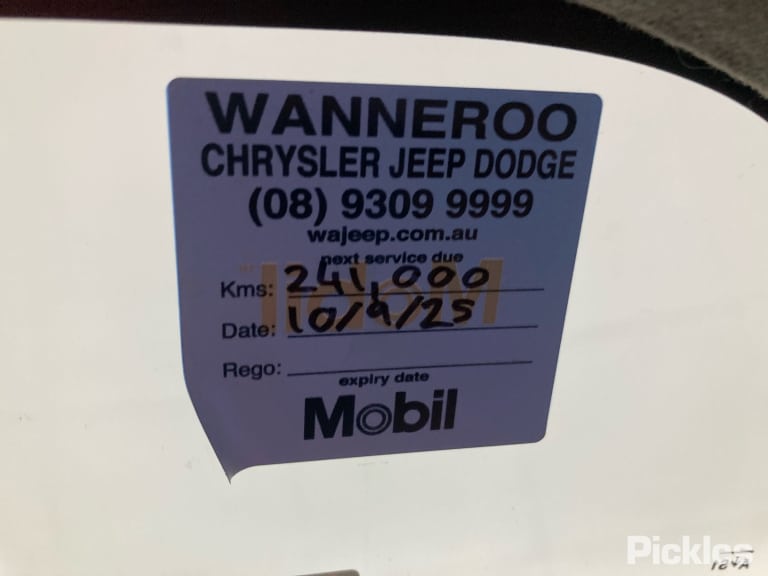 WANNEROO
CHRYSLER JEEP DODGE
(08) 9309 9999
wajeep.com.au
next service due
Kms: 241,000
Date: 10/9/25
Rego:
expiry date
Mobil
Mobil
Pickles